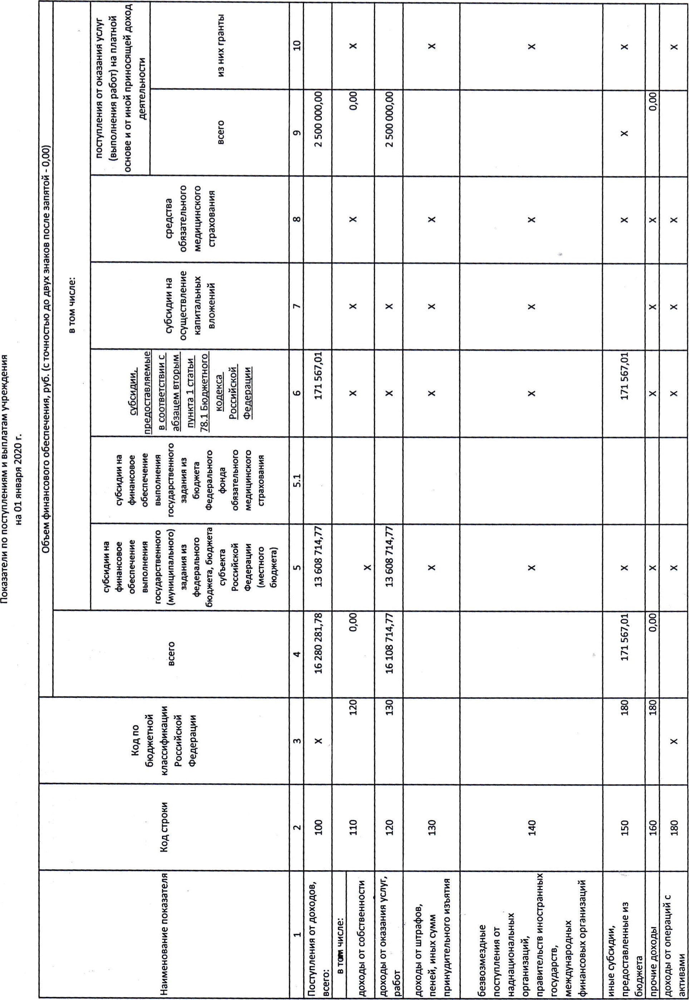 Показатели по поступлениям и выплатам учреждения
на 01 января 2020 г.
Наименование показателя
Код строки
Код по
бюджетной
классификации
Российской
Федерации
Объем финансового обеспечения, руб. (с точностью до двух знаков после запятой - 0,00)
всего
в том числе:
субсидии на
финансовое
обеспечение
выполнения
государственного
(муниципального)
задания из
федерального
бюджета, бюджета
субъекта
Российской
Федерации
(местного
бюджета)
субсидии на
финансовое
обеспечение
выполнения
государственного
задания из
бюджета
Федерального
фонда
обязательного
медицинского
страхования
субсидии,
предоставляемые
в соответствии с
абзацем вторым
пункта 1 статьи
78.1 Бюджетного
кодекса
Российской
Федерации
субсидии на
осуществление
капитальных
вложений
средства
обязательного
медицинского
страхования
поступления от оказания услуг
(выполнения работ) на платной
основе и от иной приносящей доход
деятельности
всего
из них гранты
1 2 3 4 5 5.1 6 7 8 9 10
Поступления от доходов,
всего:
100 X 16 280 281,78 13 608 714,77 171 567,01 2 500 000,00
в том числе:
доходы от собственности
110 120 0,00 X X X X 0,00 X
доходы от оказания услуг,
работ
120 130 16 108 714,77 13 608 714,77 X X 2 500 000,00
доходы от штрафов,
пеней, иных сумм
принудительного изъятия
130 X X X X X
безвозмездные
поступления от
наднациональных
организаций,
правительств иностранных
государств,
международных
финансовых организаций
140 X X X X X
иные субсидии,
предоставленные из
бюджета
150 180 171 567,01 X 171 567,01 X X X
прочие доходы
160 180 0,00 X X X X 0,00
доходы от операций с
активами
180 X X X X X X